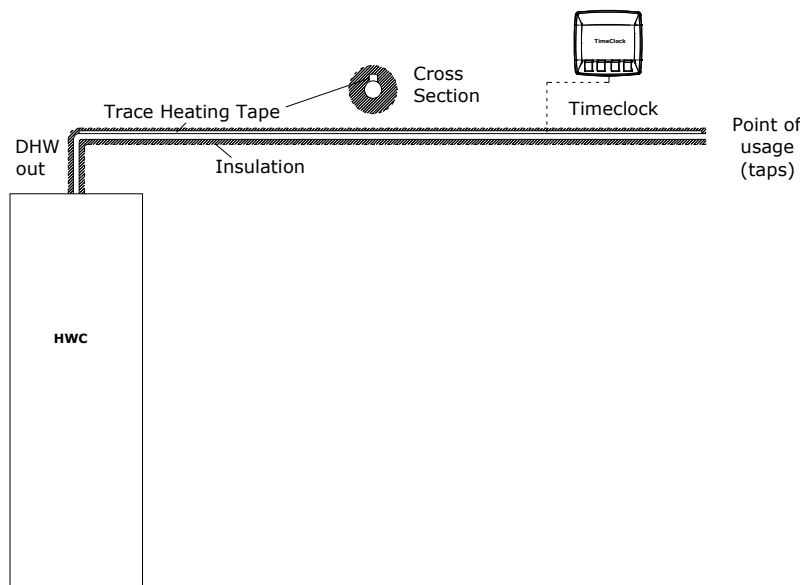 TimeClock
Cross
Section
Trace Heating Tape
Timeclock
Point of
usage
(taps)
DHW
out
Insulation
HWC